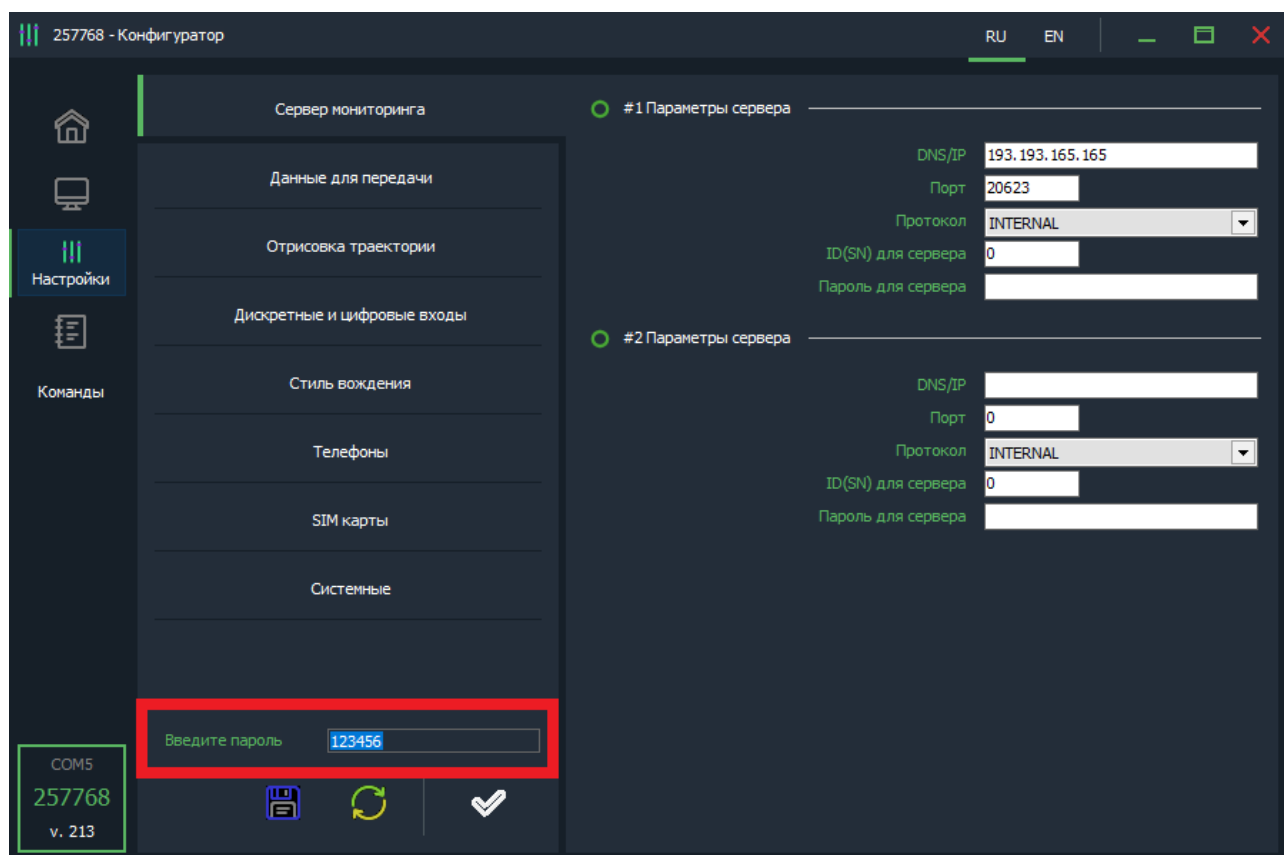 257768 - Конфигуратор
RU EN
Настройки
Команды
COM5
257768
v. 213
Сервер мониторинга
Данные для передачи
Отрисовка траектории
Дискретные и цифровые входы
Стиль вождения
Телефоны
SIM карты
Системные
Введите пароль 123456
#1 Параметры сервера
DNS/IP 193.193.165.165
Порт 20623
Протокол INTERNAL
ID(SN) для сервера 0
Пароль для сервера
#2 Параметры сервера
DNS/IP
Порт 0
Протокол INTERNAL
ID(SN) для сервера 0
Пароль для сервера